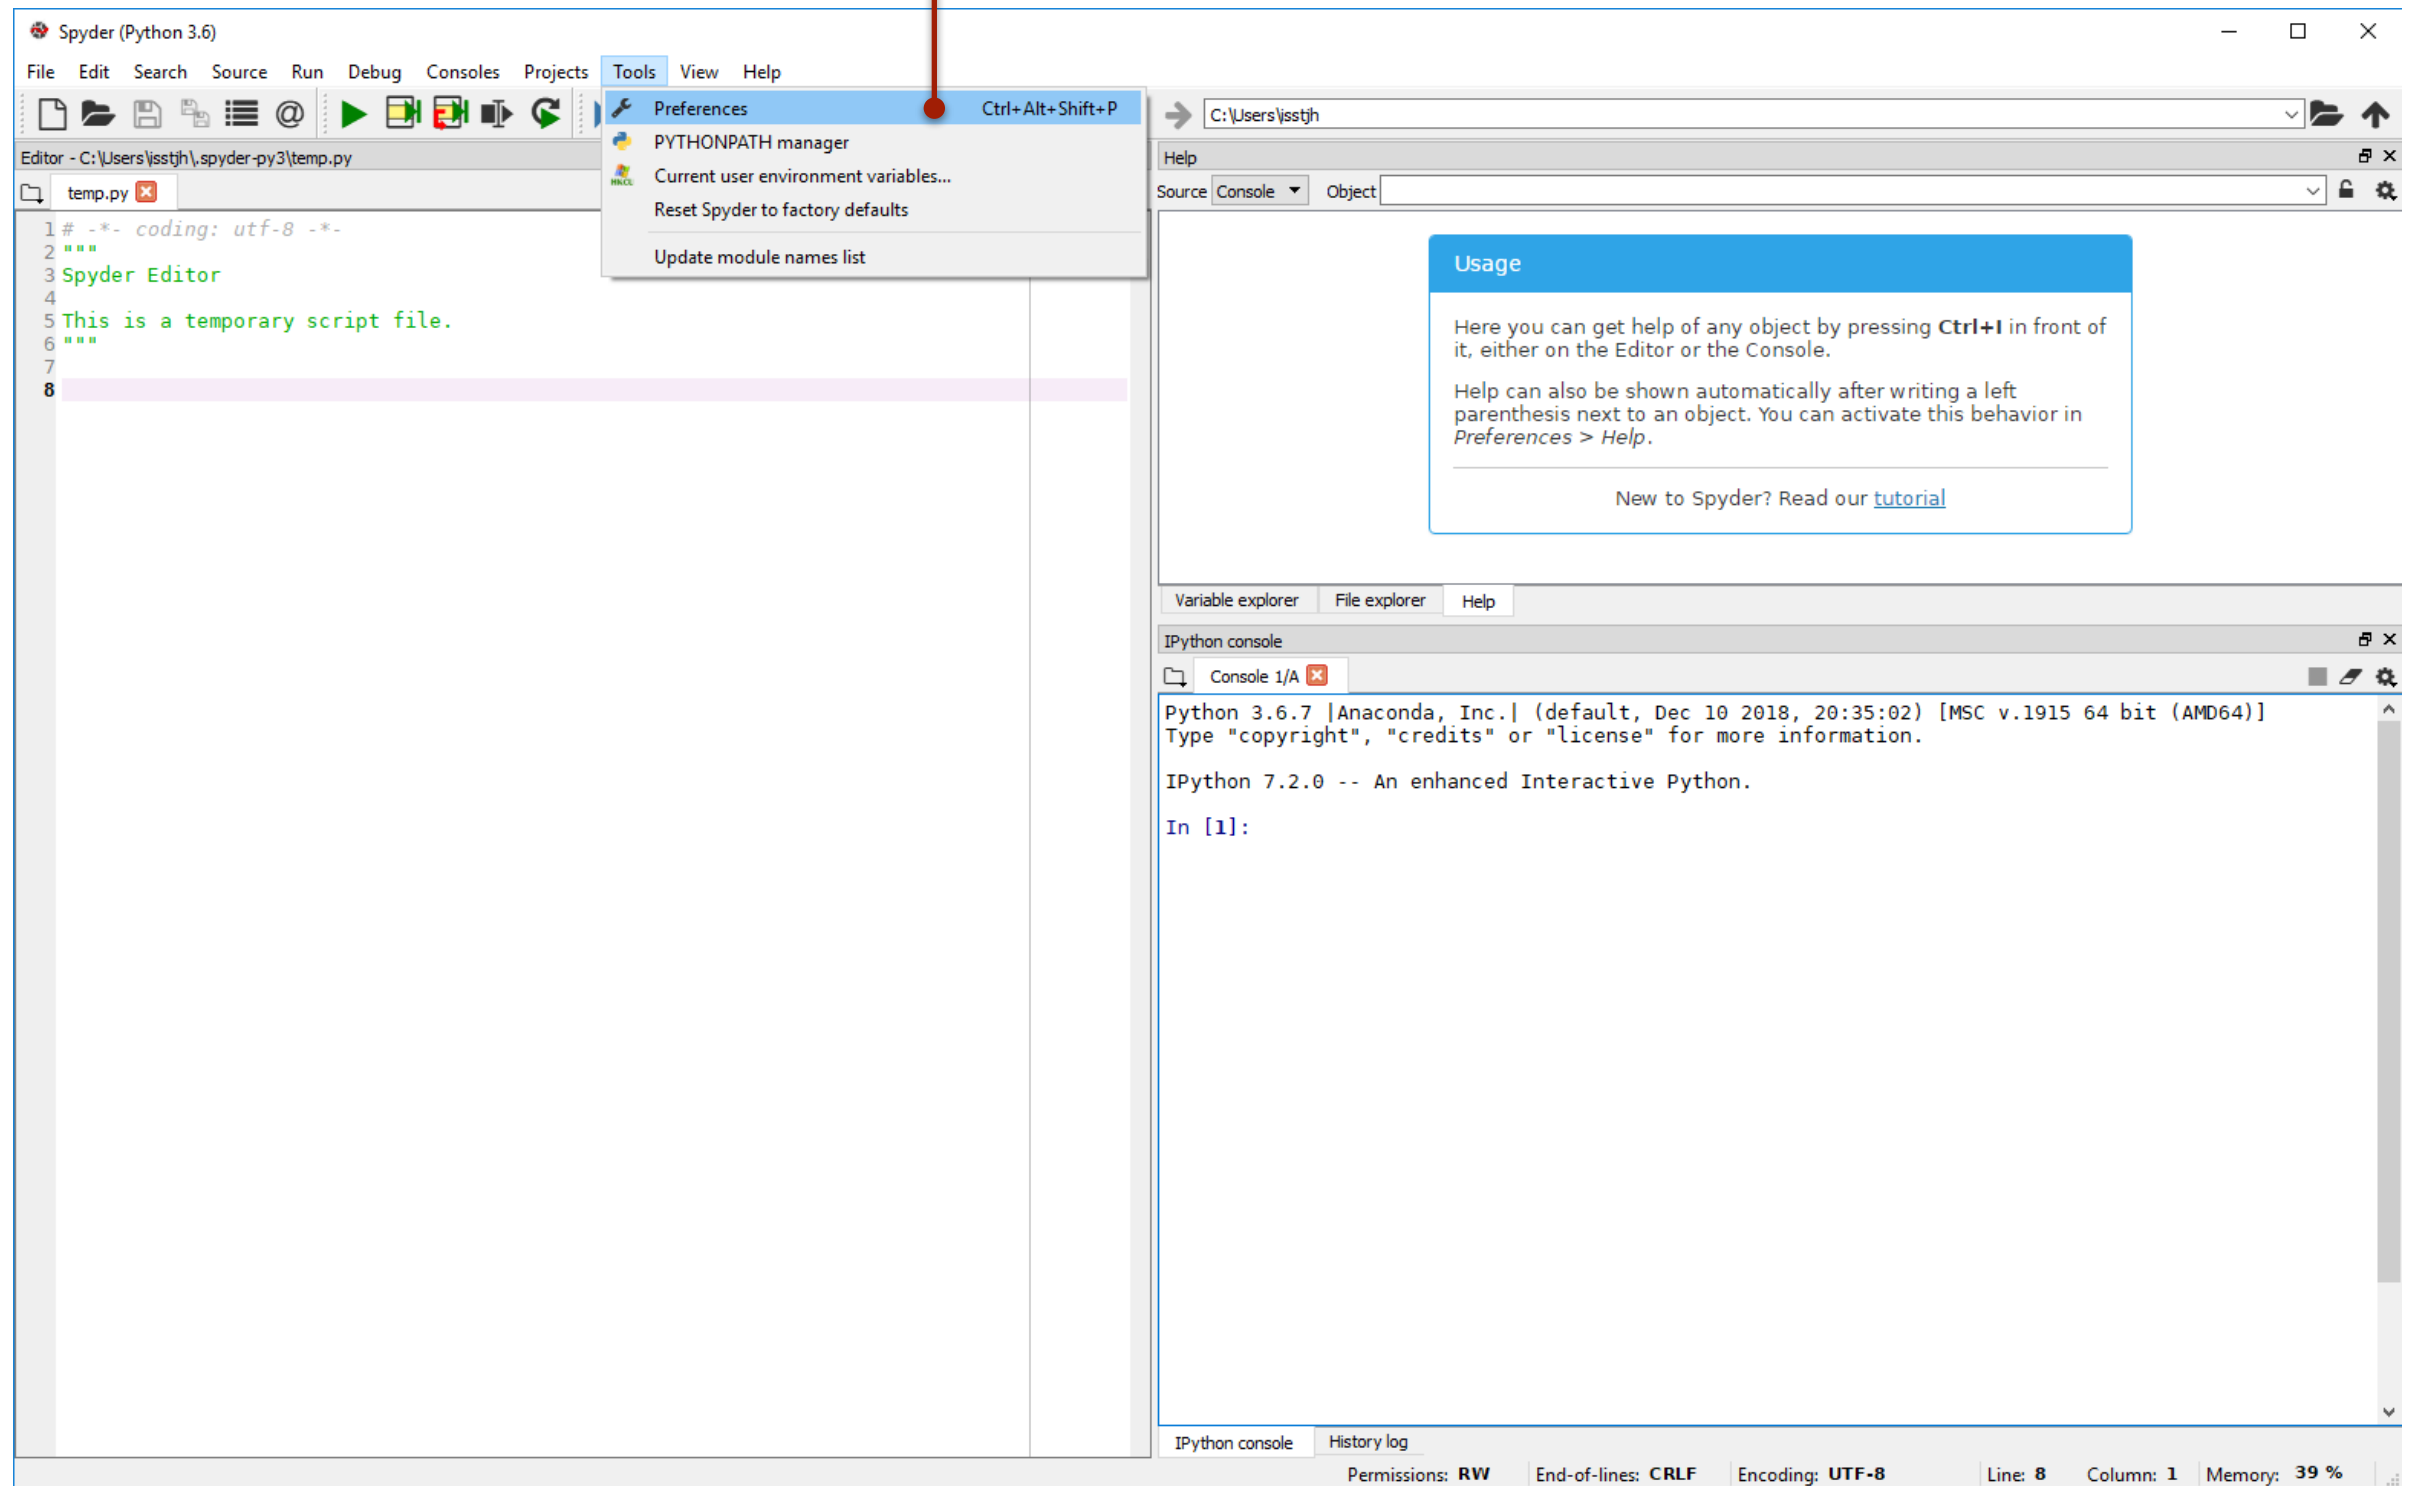 Spyder (Python 3.6)
File Edit Search Source Run Debug Consoles Projects Tools View Help
Preferences Ctrl+Alt+Shift+P
PYTHONPATH manager
Current user environment variables...
Reset Spyder to factory defaults
Update module names list
C:\Users\isstjh
Editor - C:\Users\isstjh\.spyder-py3\temp.py
temp.py
1 # -*- coding: utf-8 -*-
2 """
3 Spyder Editor
4
5 This is a temporary script file.
6 """
7
8
Help
Source Console Object
Usage
Here you can get help of any object by pressing Ctrl+I in front of
it, either on the Editor or the Console.
Help can also be shown automatically after writing a left
parenthesis next to an object. You can activate this behavior in
Preferences > Help.
New to Spyder? Read our tutorial
Variable explorer File explorer Help
IPython console
Console 1/A
Python 3.6.7 |Anaconda, Inc.| (default, Dec 10 2018, 20:35:02) [MSC v.1915 64 bit (AMD64)]
Type "copyright", "credits" or "license" for more information.
IPython 7.2.0 -- An enhanced Interactive Python.
In [1]:
IPython console History log
Permissions: RW End-of-lines: CRLF Encoding: UTF-8 Line: 8 Column: 1 Memory: 39 %